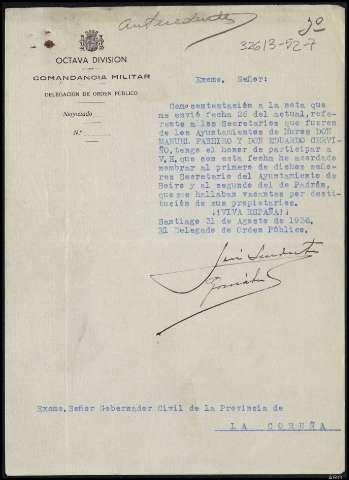 Antecedentes
3º
32613-52-7
OCTAVA DIVISION
COMANDANCIA MILITAR
DELEGACION DE ORDEN PUBLICO
Negociado
N.º
Excmo. Señor:
Comocontestación a la nota que
me envió fecha 26 del actual, refe-
rente a los Secretarios que fueron
de los Ayuntamientos de Muros DON
MANUEL FABEIRO Y DON EDUARDO CERVI-
ÑO, tengo el honor de participar a
V.E, que con esta fecha he acordado
nombrar al primero de dichos seño-
res Secretario del Ayuntamiento de
Boiro y al segundo del de Padrón,
que se hallaban vacantes por desti-
tución de sus propietarios.
¡¡VIVA ESPAÑA!!
Santiago 31 de Agosto de 1936.
El Delegado de Orden Público.
González
Excmo. Señor Gobernador Civil de la Provincia de
LA CORUÑA